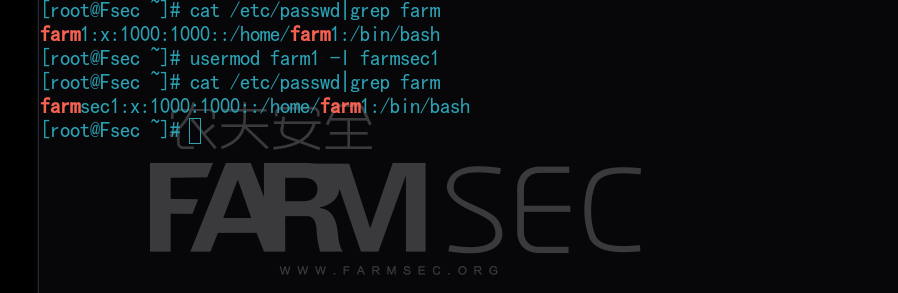 [root@Fsec ~]# cat /etc/passwd|grep farm
farm1:x:1000:1000::/home/farm1:/bin/bash
[root@Fsec ~]# usermod farm1 -l farmsec1
[root@Fsec ~]# cat /etc/passwd|grep farm
farmsec1:x:1000:1000::/home/farm1:/bin/bash
[root@Fsec ~]#
农夫安全
FARMSEC
WWW.FARMSEC.ORG